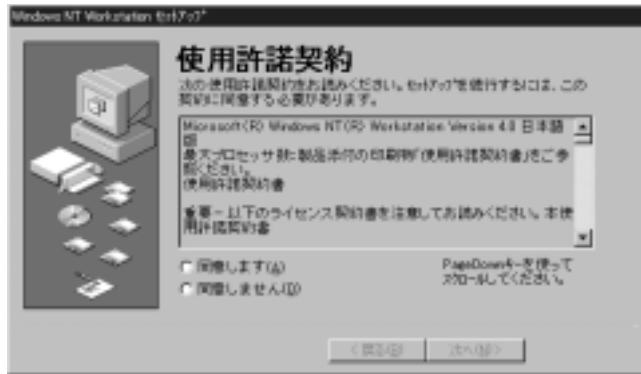 Windows NT Workstation ｾｯﾄｱｯﾌﾟ
使用許諾契約
次の使用許諾契約をお読みください。ｾｯﾄｱｯﾌﾟを続行するには、この
契約に同意する必要があります。
Microsoft(R) Windows NT(R) Workstation Version 4.0 日本語
版
最大プロセッサ数: 製品添付の印刷物「使用許諾契約書」をご参
照ください。
使用許諾契約書
重要－以下のライセンス契約書を注意してお読みください。本使
用許諾契約書
同意します(A)
同意しません(D)
PageDownｷｰを使って
ｽｸﾛｰﾙしてください。
< 戻る(B)
次へ(N) >